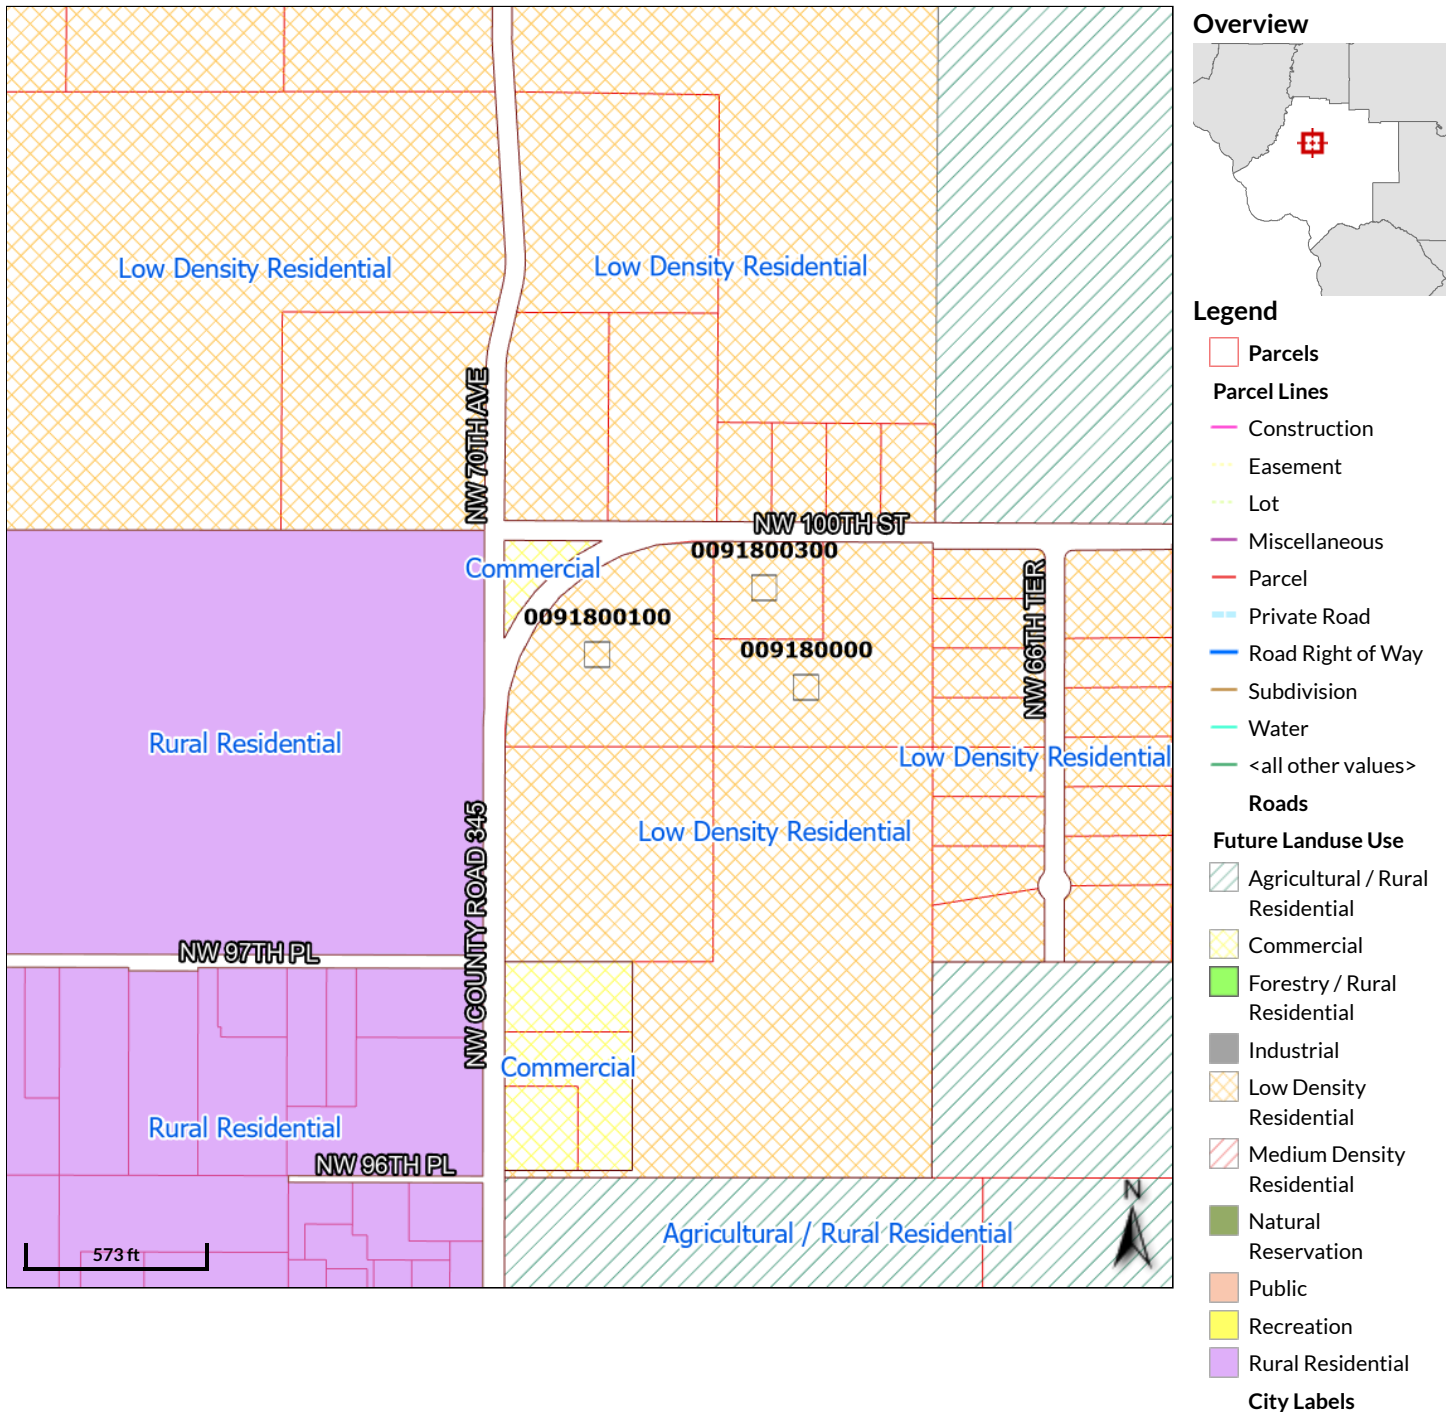 Low Density Residential
Low Density Residential
NW 70TH AVE
NW 100TH ST
0091800300
Commercial
0091800100
009180000
NW 66TH TER
Rural Residential
Low Density Residential
Low Density Residential
NW COUNTY ROAD 345
NW 97TH PL
Commercial
Rural Residential
NW 96TH PL
Agricultural / Rural Residential
N
573 ft
Overview
Legend
Parcels
Parcel Lines
Construction
Easement
Lot
Miscellaneous
Parcel
Private Road
Road Right of Way
Subdivision
Water
<all other values>
Roads
Future Landuse Use
Agricultural / Rural
Residential
Commercial
Forestry / Rural
Residential
Industrial
Low Density
Residential
Medium Density
Residential
Natural
Reservation
Public
Recreation
Rural Residential
City Labels